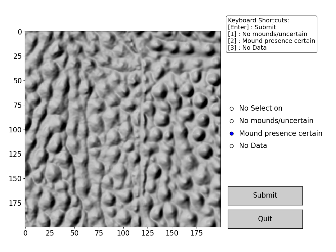 Keyboard Shortcuts:
[Enter] : Submit
[1] : No mounds/uncertain
[2] : Mound presence certain
[3] : No Data
0
25
50
75
100
125
150
175
0 25 50 75 100 125 150 175
No Selection
No mounds/uncertain
Mound presence certain
No Data
Submit
Quit